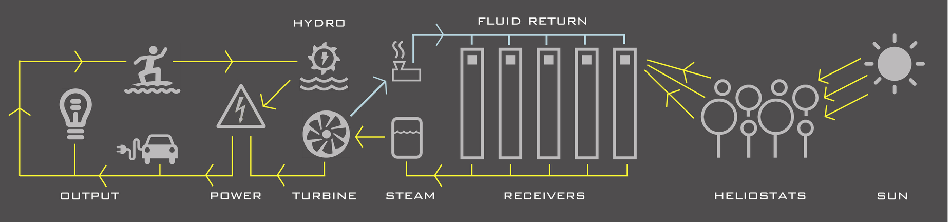 HYDRO
FLUID RETURN
OUTPUT
POWER
TURBINE
STEAM
RECEIVERS
HELIOSTATS
SUN